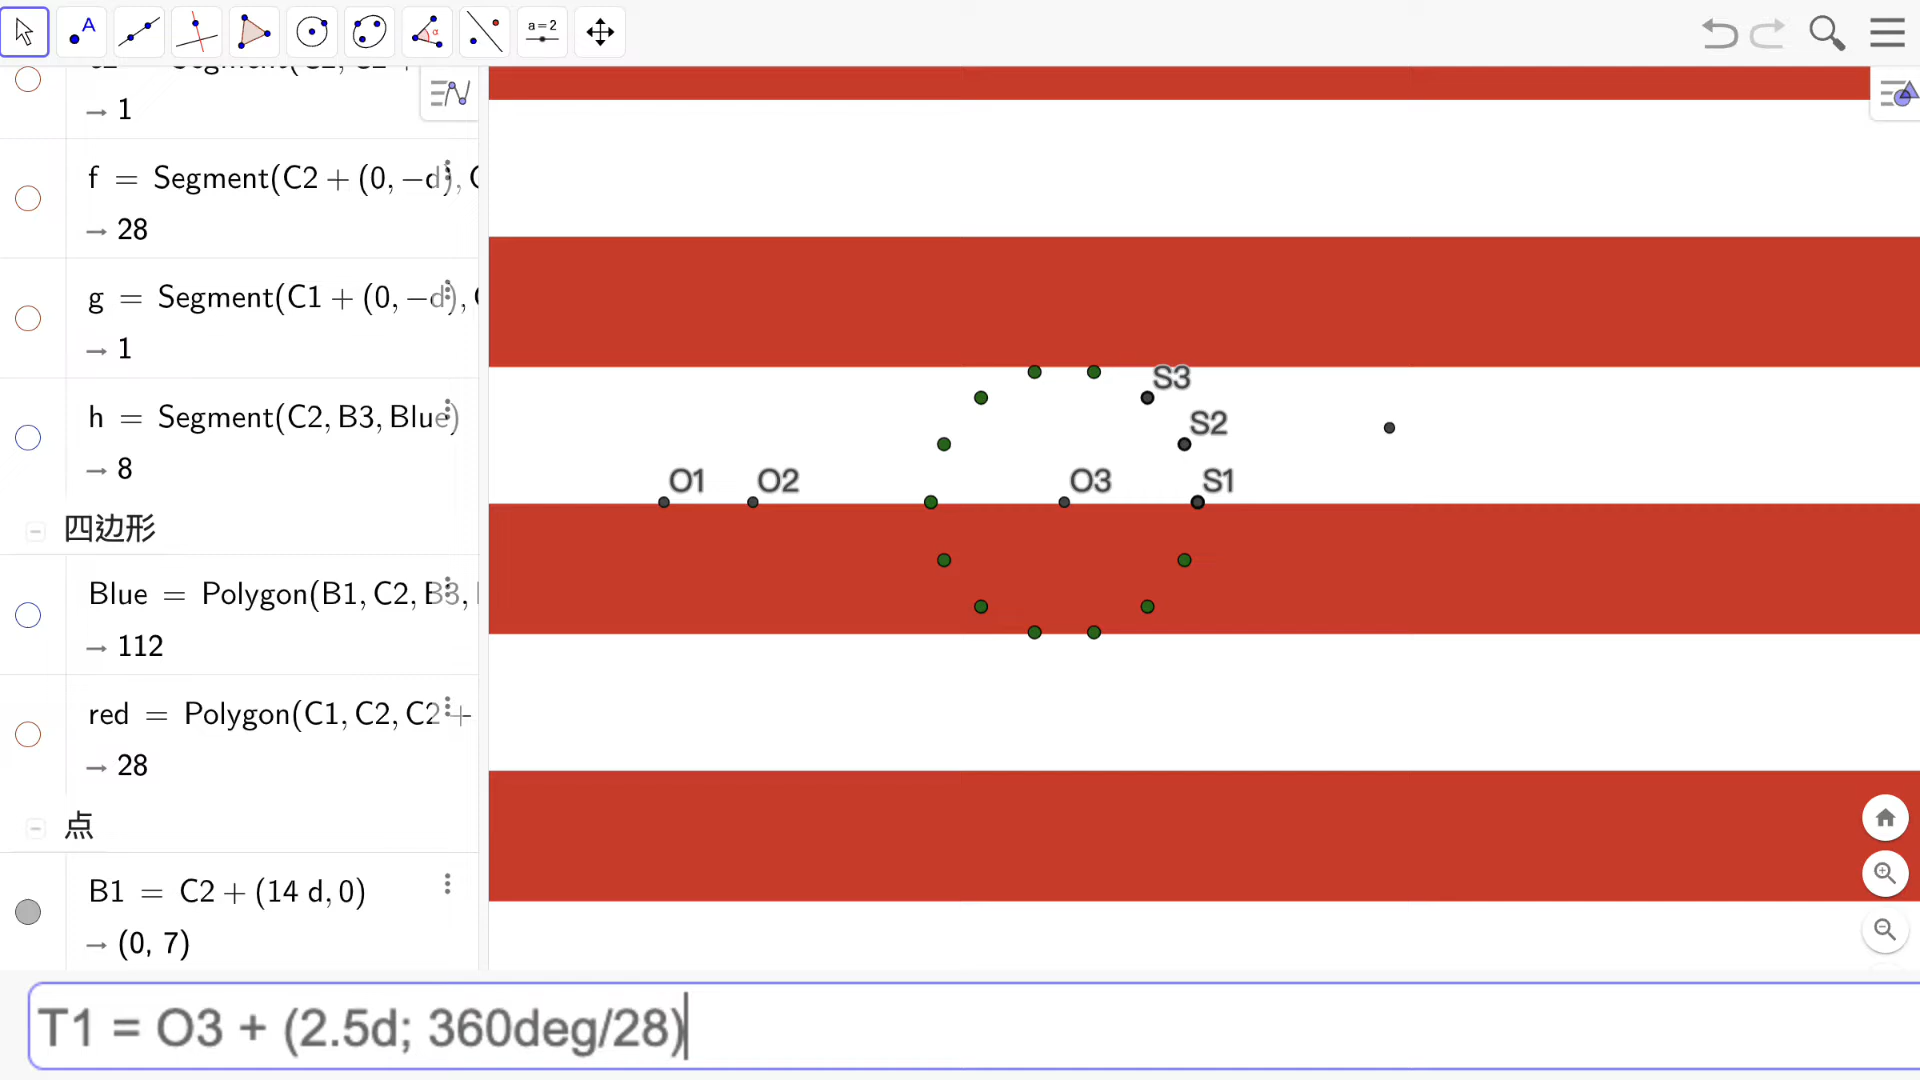 A
α
a=2
→ 1
f = Segment(C2 + (0, −d), C
→ 28
g = Segment(C1 + (0, −d), C
→ 1
h = Segment(C2, B3, Blue)
→ 8
四边形
Blue = Polygon(B1, C2, B3,
→ 112
red = Polygon(C1, C2, C2 +
→ 28
点
B1 = C2 + (14 d, 0)
→ (0, 7)
S3
S2
O1
O2
O3
S1
T1 = O3 + (2.5d; 360deg/28)